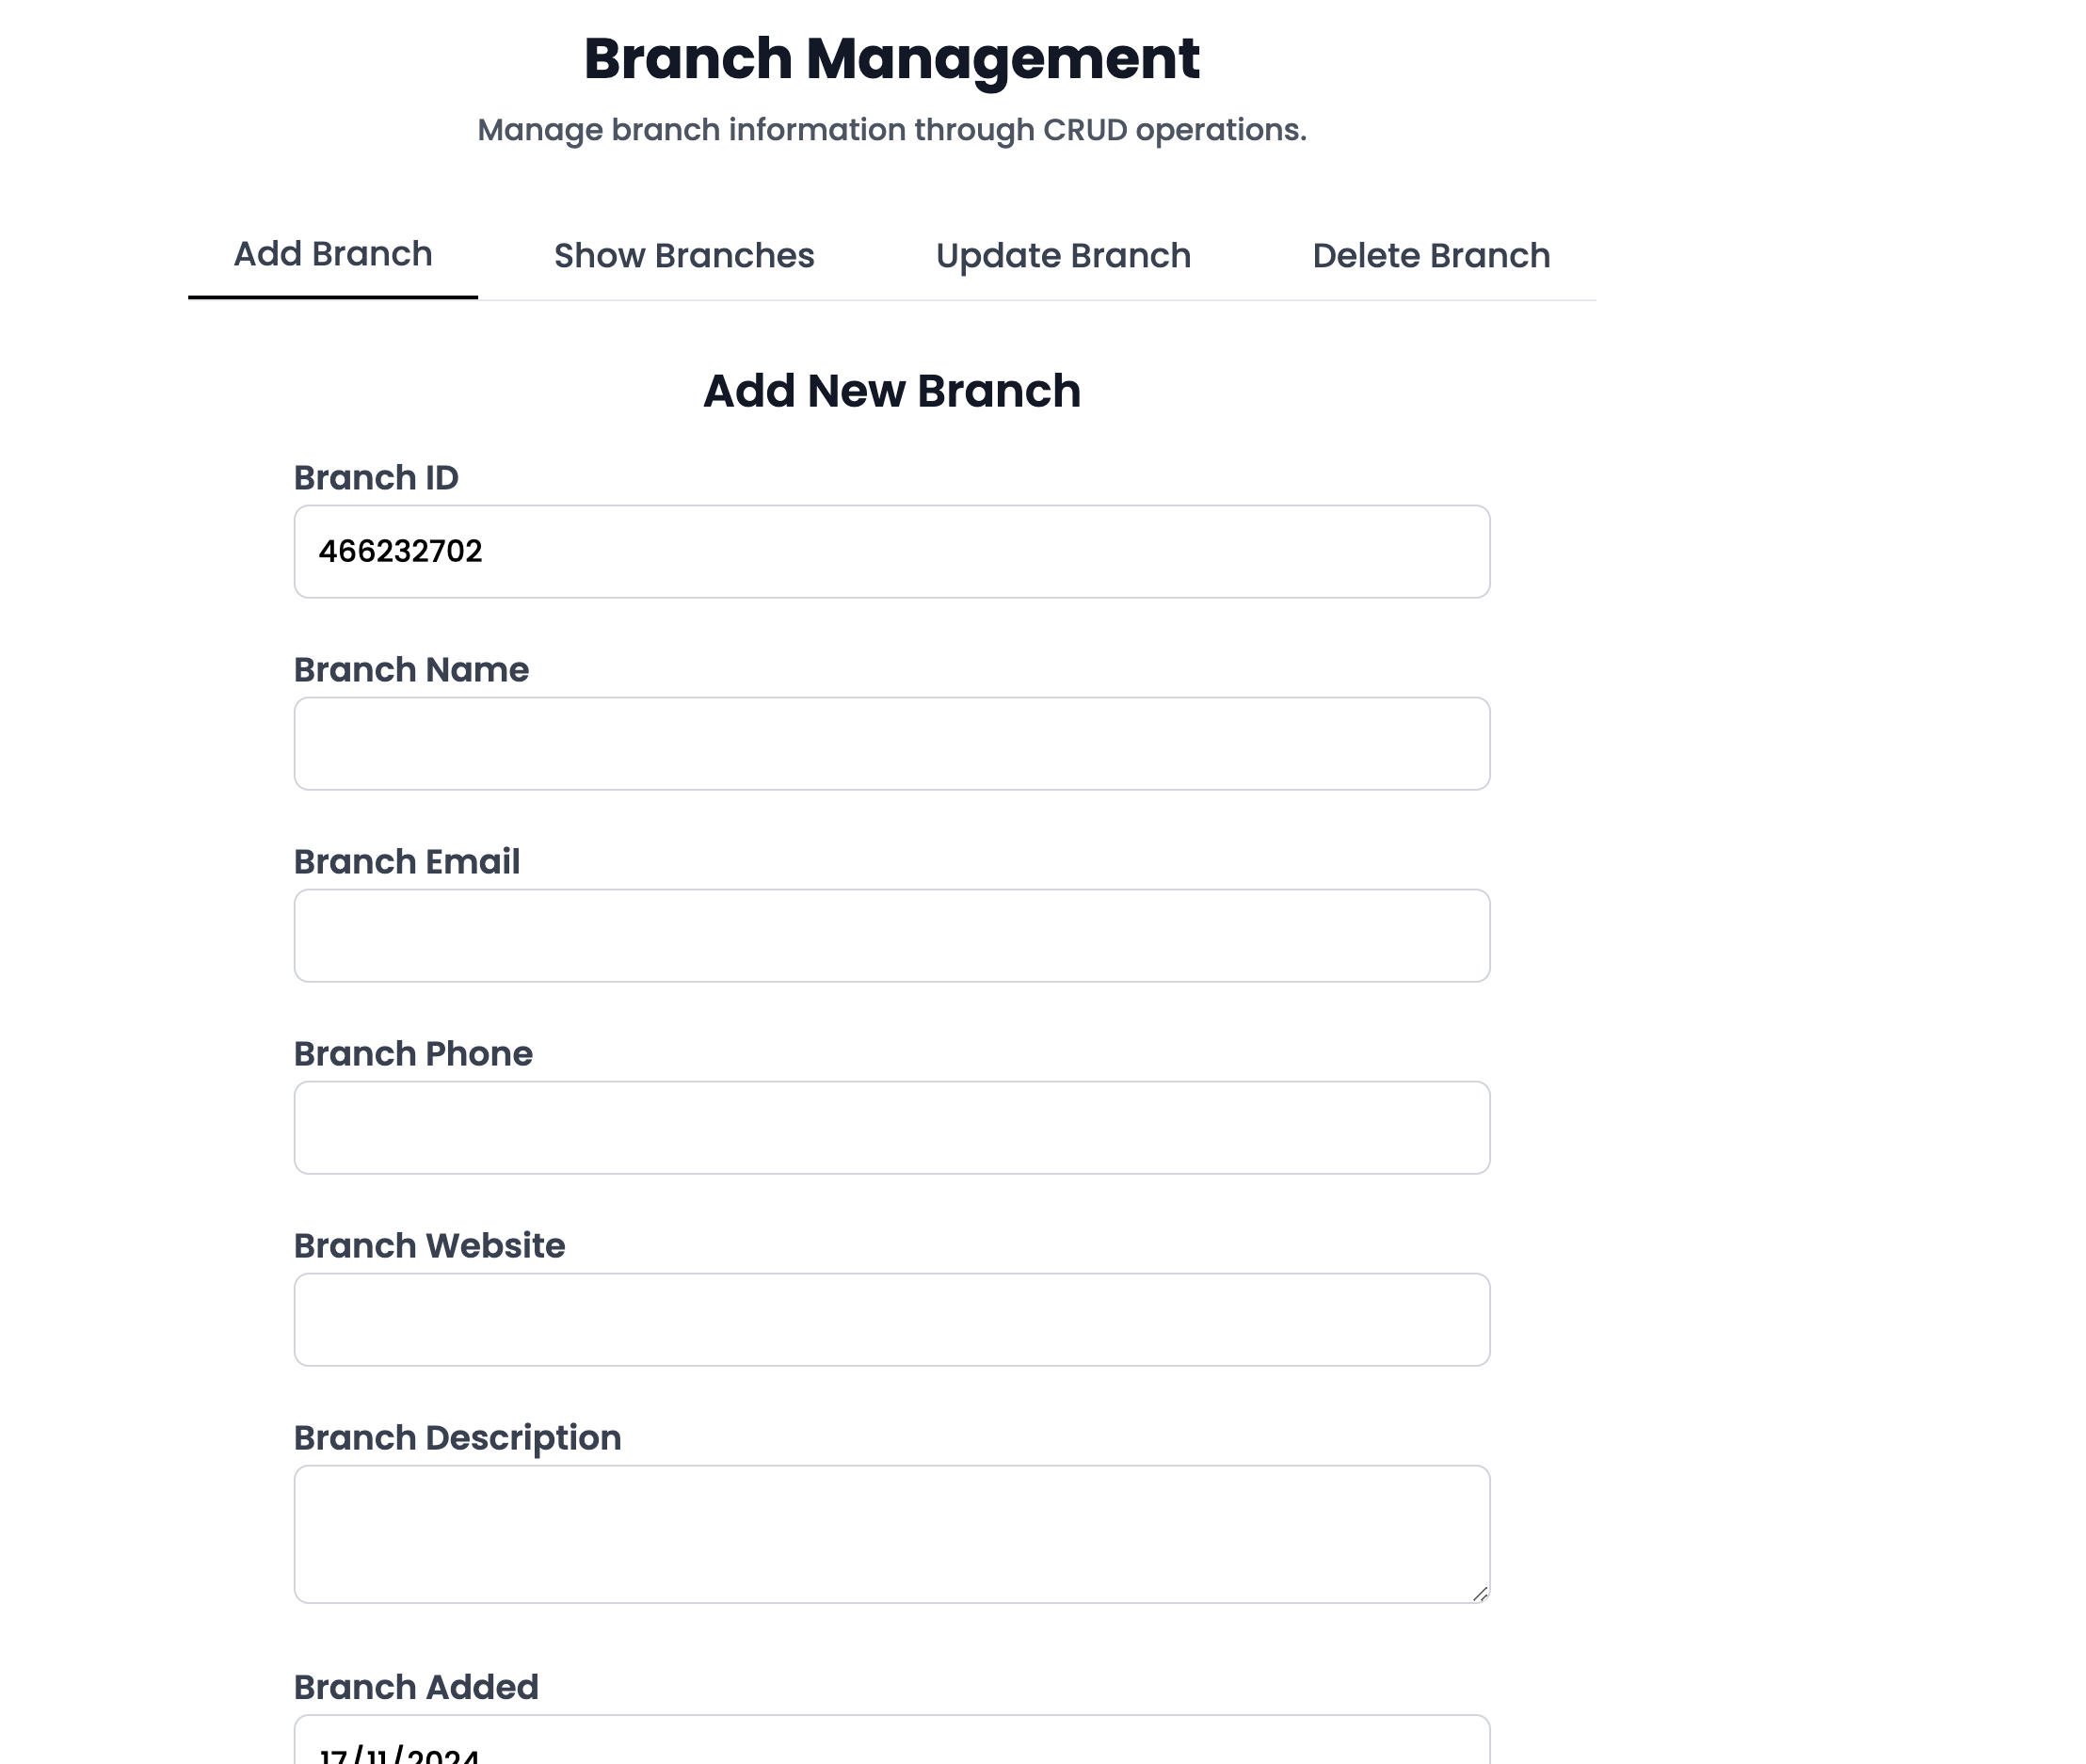 Branch Management
Manage branch information through CRUD operations.
Add Branch Show Branches Update Branch Delete Branch
Add New Branch
Branch ID
466232702
Branch Name
Branch Email
Branch Phone
Branch Website
Branch Description
Branch Added
17/11/2024